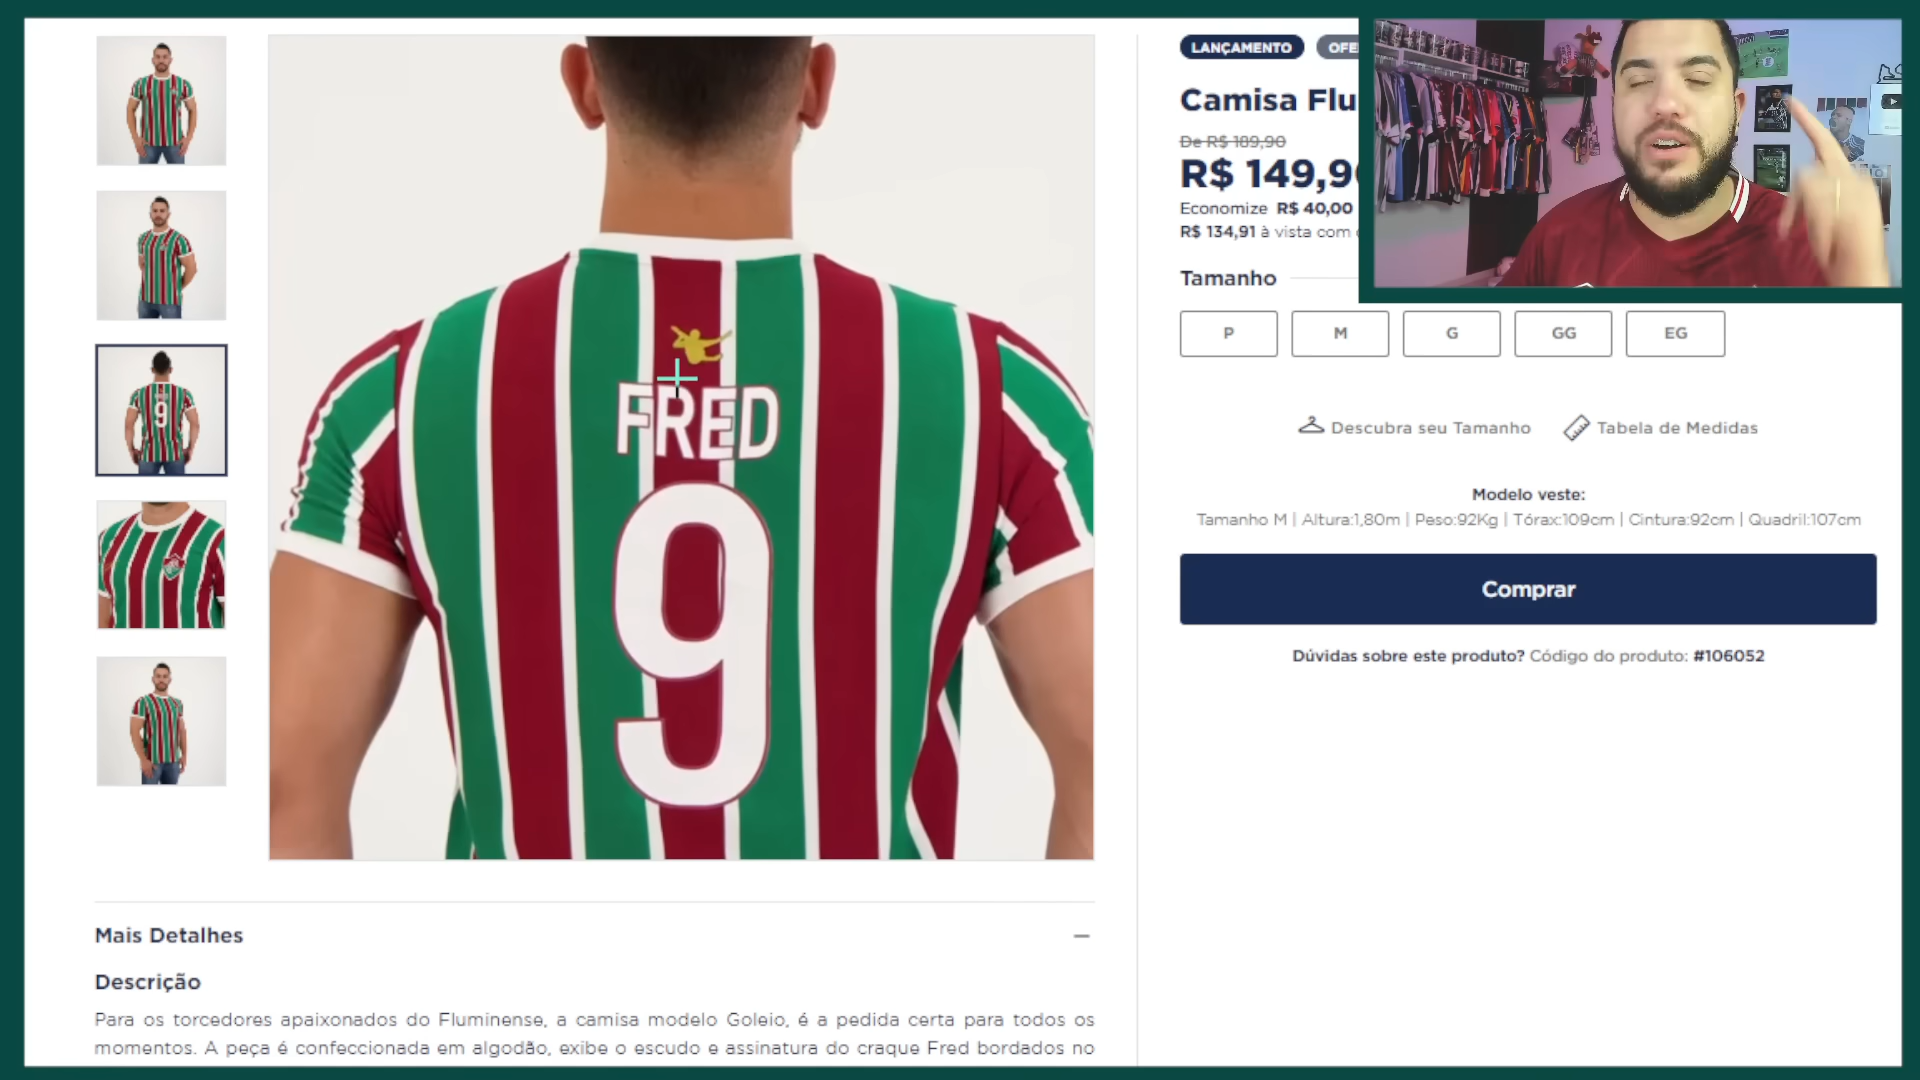 FRED
9
9
LANÇAMENTO
OFE
Camisa Flu
De R$ 189,90
R$ 149,9
Economize R$ 40,00
R$ 134,91 à vista com
Tamanho
P M G GG EG
Descubra seu Tamanho Tabela de Medidas
Modelo veste:
Tamanho M | Altura:1,80m | Peso:92Kg | Tórax:109cm | Cintura:92cm | Quadril:107cm
Comprar
Dúvidas sobre este produto? Código do produto: #106052
Mais Detalhes
Descrição
Para os torcedores apaixonados do Fluminense, a camisa modelo Goleio, é a pedida certa para todos os
momentos. A peça é confeccionada em algodão, exibe o escudo e assinatura do craque Fred bordados no